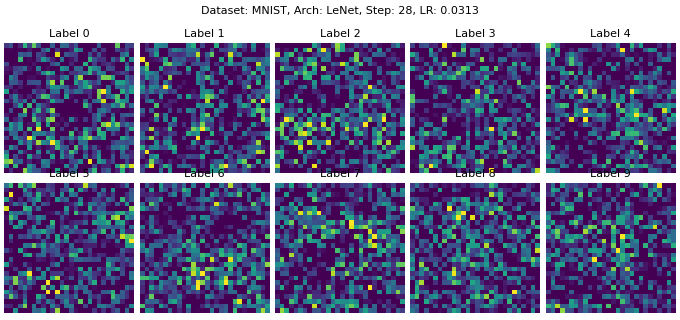 Dataset: MNIST, Arch: LeNet, Step: 28, LR: 0.0313
Label 0 Label 1 Label 2 Label 3 Label 4
Label 5 Label 6 Label 7 Label 8 Label 9